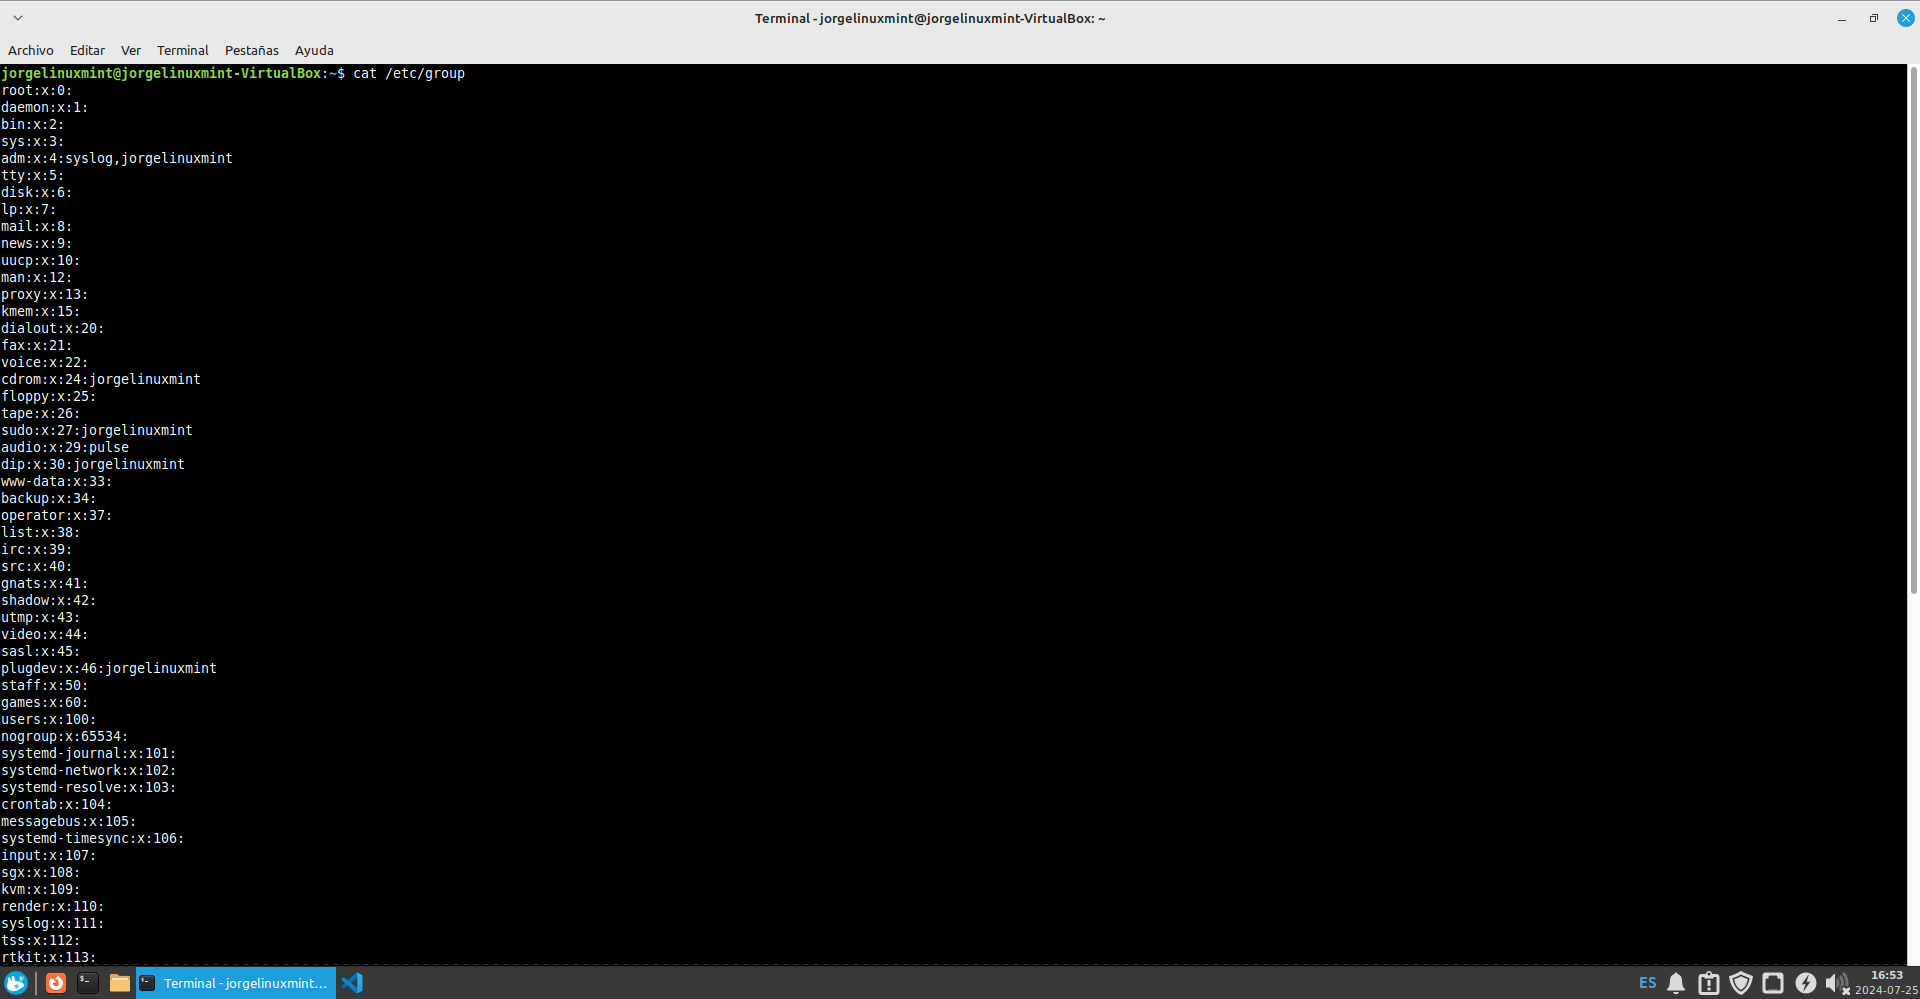 Terminal - jorgelinuxmint@jorgelinuxmint-VirtualBox: ~
Archivo Editar Ver Terminal Pestañas Ayuda
jorgelinuxmint@jorgelinuxmint-VirtualBox:~$ cat /etc/group
root:x:0:
daemon:x:1:
bin:x:2:
sys:x:3:
adm:x:4:syslog,jorgelinuxmint
tty:x:5:
disk:x:6:
lp:x:7:
mail:x:8:
news:x:9:
uucp:x:10:
man:x:12:
proxy:x:13:
kmem:x:15:
dialout:x:20:
fax:x:21:
voice:x:22:
cdrom:x:24:jorgelinuxmint
floppy:x:25:
tape:x:26:
sudo:x:27:jorgelinuxmint
audio:x:29:pulse
dip:x:30:jorgelinuxmint
www-data:x:33:
backup:x:34:
operator:x:37:
list:x:38:
irc:x:39:
src:x:40:
gnats:x:41:
shadow:x:42:
utmp:x:43:
video:x:44:
sasl:x:45:
plugdev:x:46:jorgelinuxmint
staff:x:50:
games:x:60:
users:x:100:
nogroup:x:65534:
systemd-journal:x:101:
systemd-network:x:102:
systemd-resolve:x:103:
crontab:x:104:
messagebus:x:105:
systemd-timesync:x:106:
input:x:107:
sgx:x:108:
kvm:x:109:
render:x:110:
syslog:x:111:
tss:x:112:
rtkit:x:113:
Terminal - jorgelinuxmint...
ES
16:53
2024-07-25